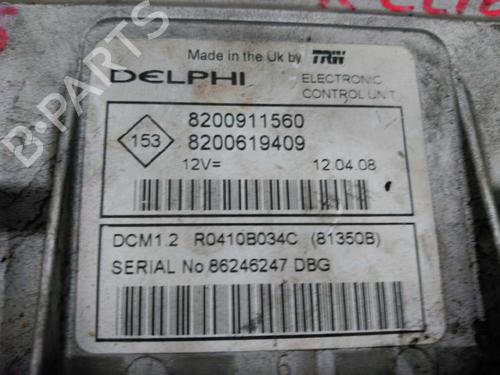 Made in the Uk by TRW
DELPHI
ELECTRONIC
CONTROL UNIT
8200911560
153
8200619409
12V=
12.04.08
DCM1.2 R0410B034C (81350B)
SERIAL No 86246247 DBG